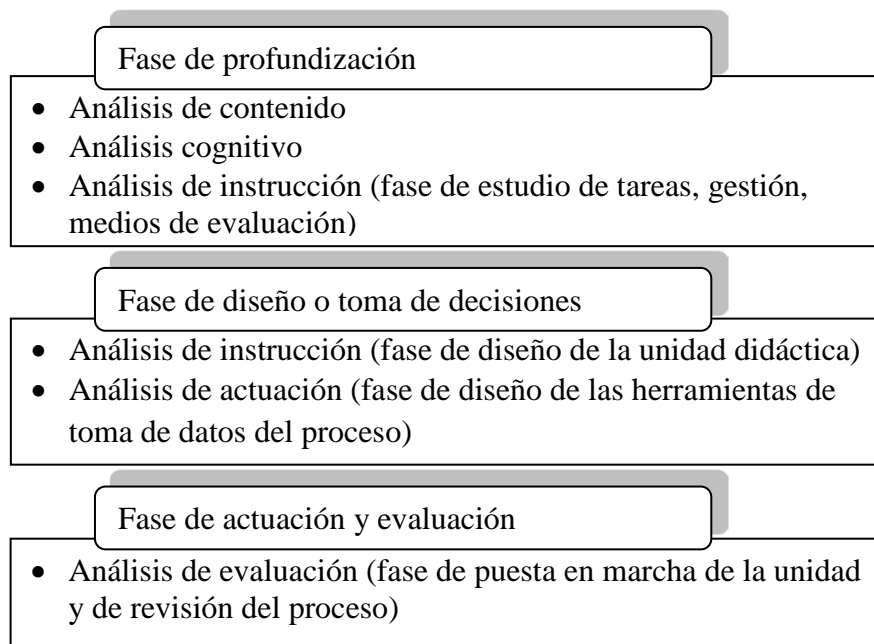 Fase de profundización
• Análisis de contenido
• Análisis cognitivo
• Análisis de instrucción (fase de estudio de tareas, gestión,
medios de evaluación)
Fase de diseño o toma de decisiones
• Análisis de instrucción (fase de diseño de la unidad didáctica)
• Análisis de actuación (fase de diseño de las herramientas de
toma de datos del proceso)
Fase de actuación y evaluación
• Análisis de evaluación (fase de puesta en marcha de la unidad
y de revisión del proceso)